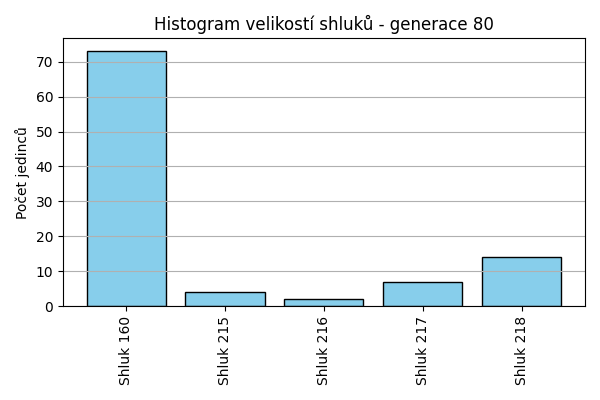 Histogram velikostí shluků - generace 80
Počet jedinců
70
60
50
40
30
20
10
0
Shluk 160
Shluk 215
Shluk 216
Shluk 217
Shluk 218